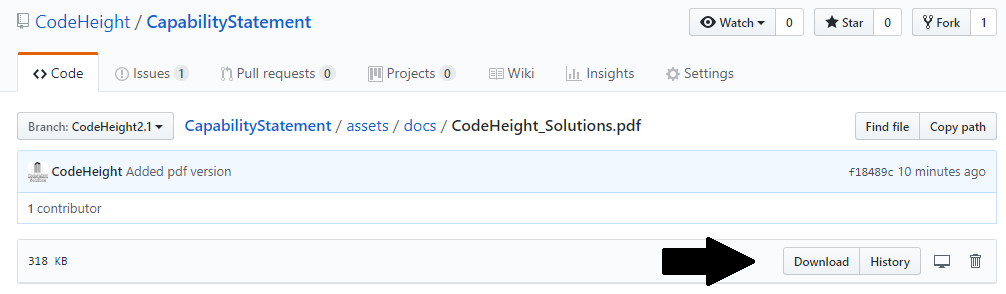 CodeHeight / CapabilityStatement
Watch 0 Star 0 Fork 1
Code Issues 1 Pull requests 0 Projects 0 Wiki Insights Settings
Branch: CodeHeight2.1 CapabilityStatement / assets / docs / CodeHeight_Solutions.pdf Find file Copy path
CodeHeight Added pdf version f18489c 10 minutes ago
1 contributor
318 KB Download History